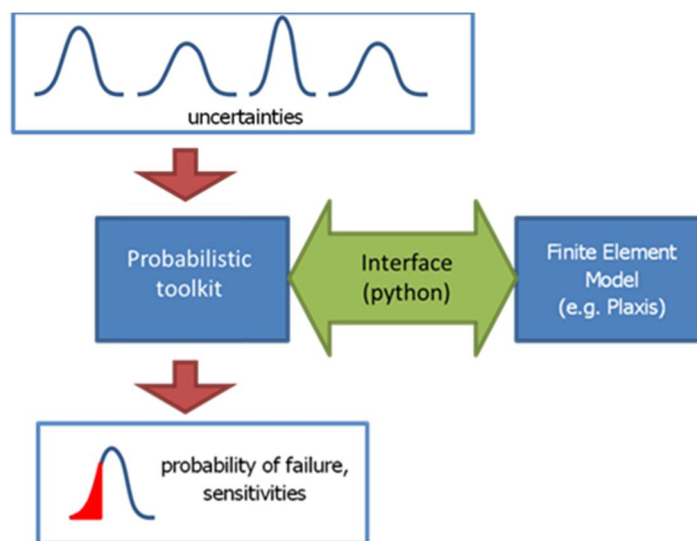 uncertainties
Probabilistic
toolkit
Interface
(python)
Finite Element
Model
(e.g. Plaxis)
probability of failure,
sensitivities